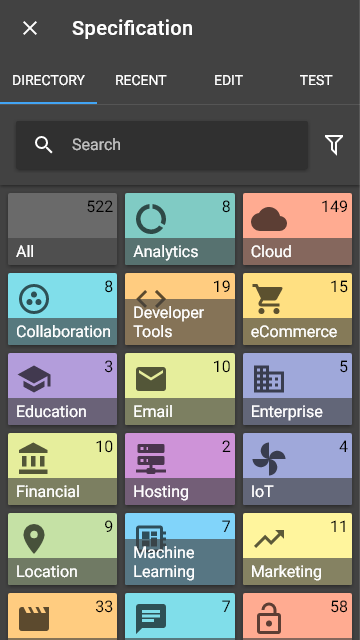 Specification
DIRECTORY RECENT EDIT TEST
Search
522
All
8
Analytics
149
Cloud
8
Collaboration
19
Developer
Tools
15
eCommerce
3
Education
10
Email
5
Enterprise
10
Financial
2
Hosting
4
IoT
9
Location
7
Machine
Learning
11
Marketing
33
7
58